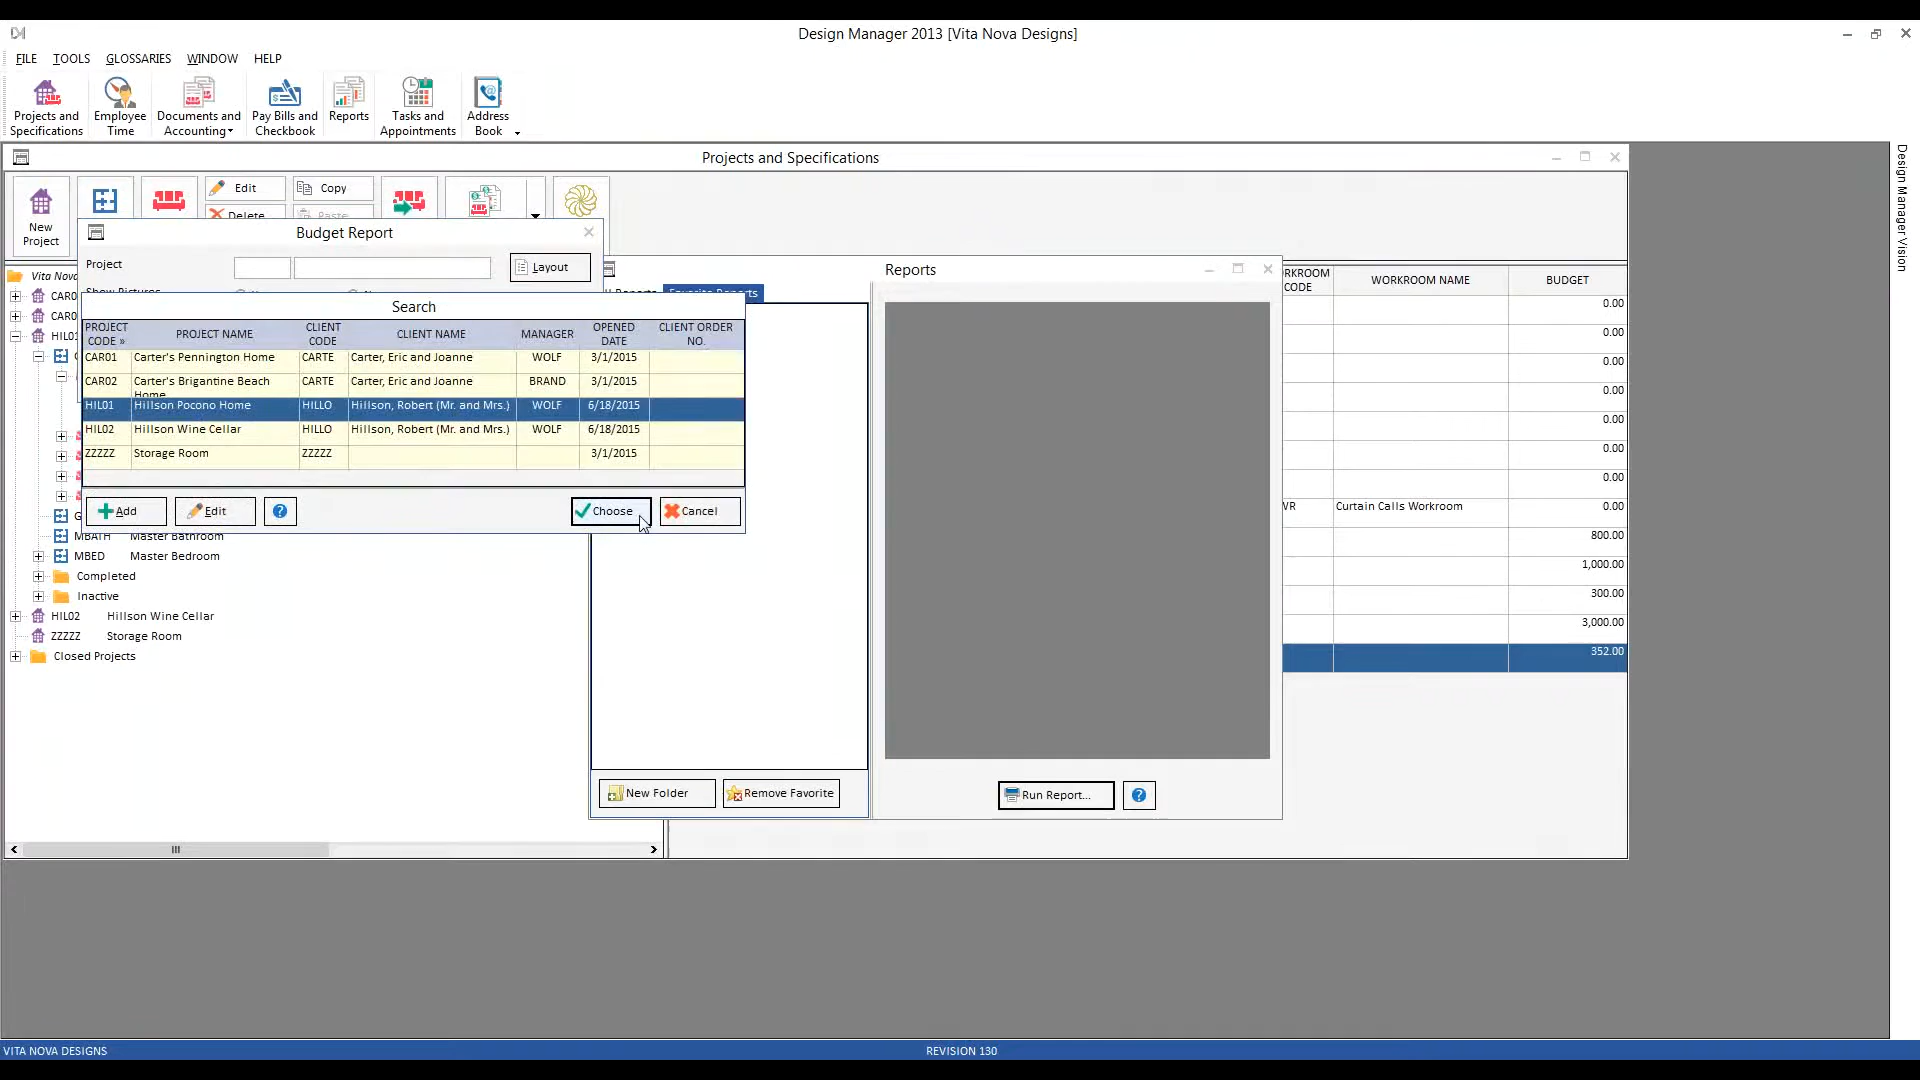 Design Manager 2013 [Vita Nova Designs]
FILE TOOLS GLOSSARIES WINDOW HELP
Projects and Specifications
Employee Time
Documents and Accounting
Pay Bills and Checkbook
Reports
Tasks and Appointments
Address Book
Design Manager Vision
Projects and Specifications
New Project
Edit
Copy
Delete
Paste
Budget Report
Project
Layout
Show Pictures
Reports
Favorite Reports
Search
PROJECT CODE » PROJECT NAME CLIENT CODE CLIENT NAME MANAGER OPENED DATE CLIENT ORDER NO.
CAR01 Carter's Pennington Home CARTE Carter, Eric and Joanne WOLF 3/1/2015
CAR02 Carter's Brigantine Beach Home CARTE Carter, Eric and Joanne BRAND 3/1/2015
HIL01 Hillson Pocono Home HILLO Hillson, Robert (Mr. and Mrs.) WOLF 6/18/2015
HIL02 Hillson Wine Cellar HILLO Hillson, Robert (Mr. and Mrs.) WOLF 6/18/2015
ZZZZZ Storage Room ZZZZZ 3/1/2015
Add
Edit
Choose
Cancel
Vita Nova
CAR0
CAR0
HIL01
MBATH Master Bathroom
MBED Master Bedroom
Completed
Inactive
HIL02 Hillson Wine Cellar
ZZZZZ Storage Room
Closed Projects
New Folder
Remove Favorite
Run Report...
CODE WORKROOM NAME BUDGET
0.00
0.00
0.00
0.00
0.00
0.00
0.00
Curtain Calls Workroom 0.00
800.00
1,000.00
300.00
3,000.00
352.00
VITA NOVA DESIGNS
REVISION 130